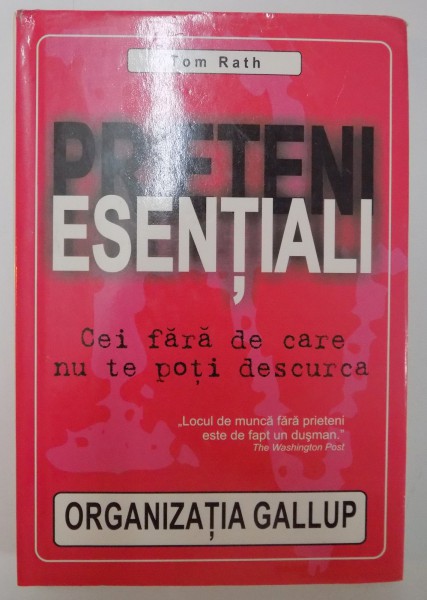 Tom Rath
PRIETENI
ESENȚIALI
Cei fără de care
nu te poți descurca
„Locul de muncă fără prieteni
este de fapt un dușman.”
The Washington Post
ORGANIZAȚIA GALLUP